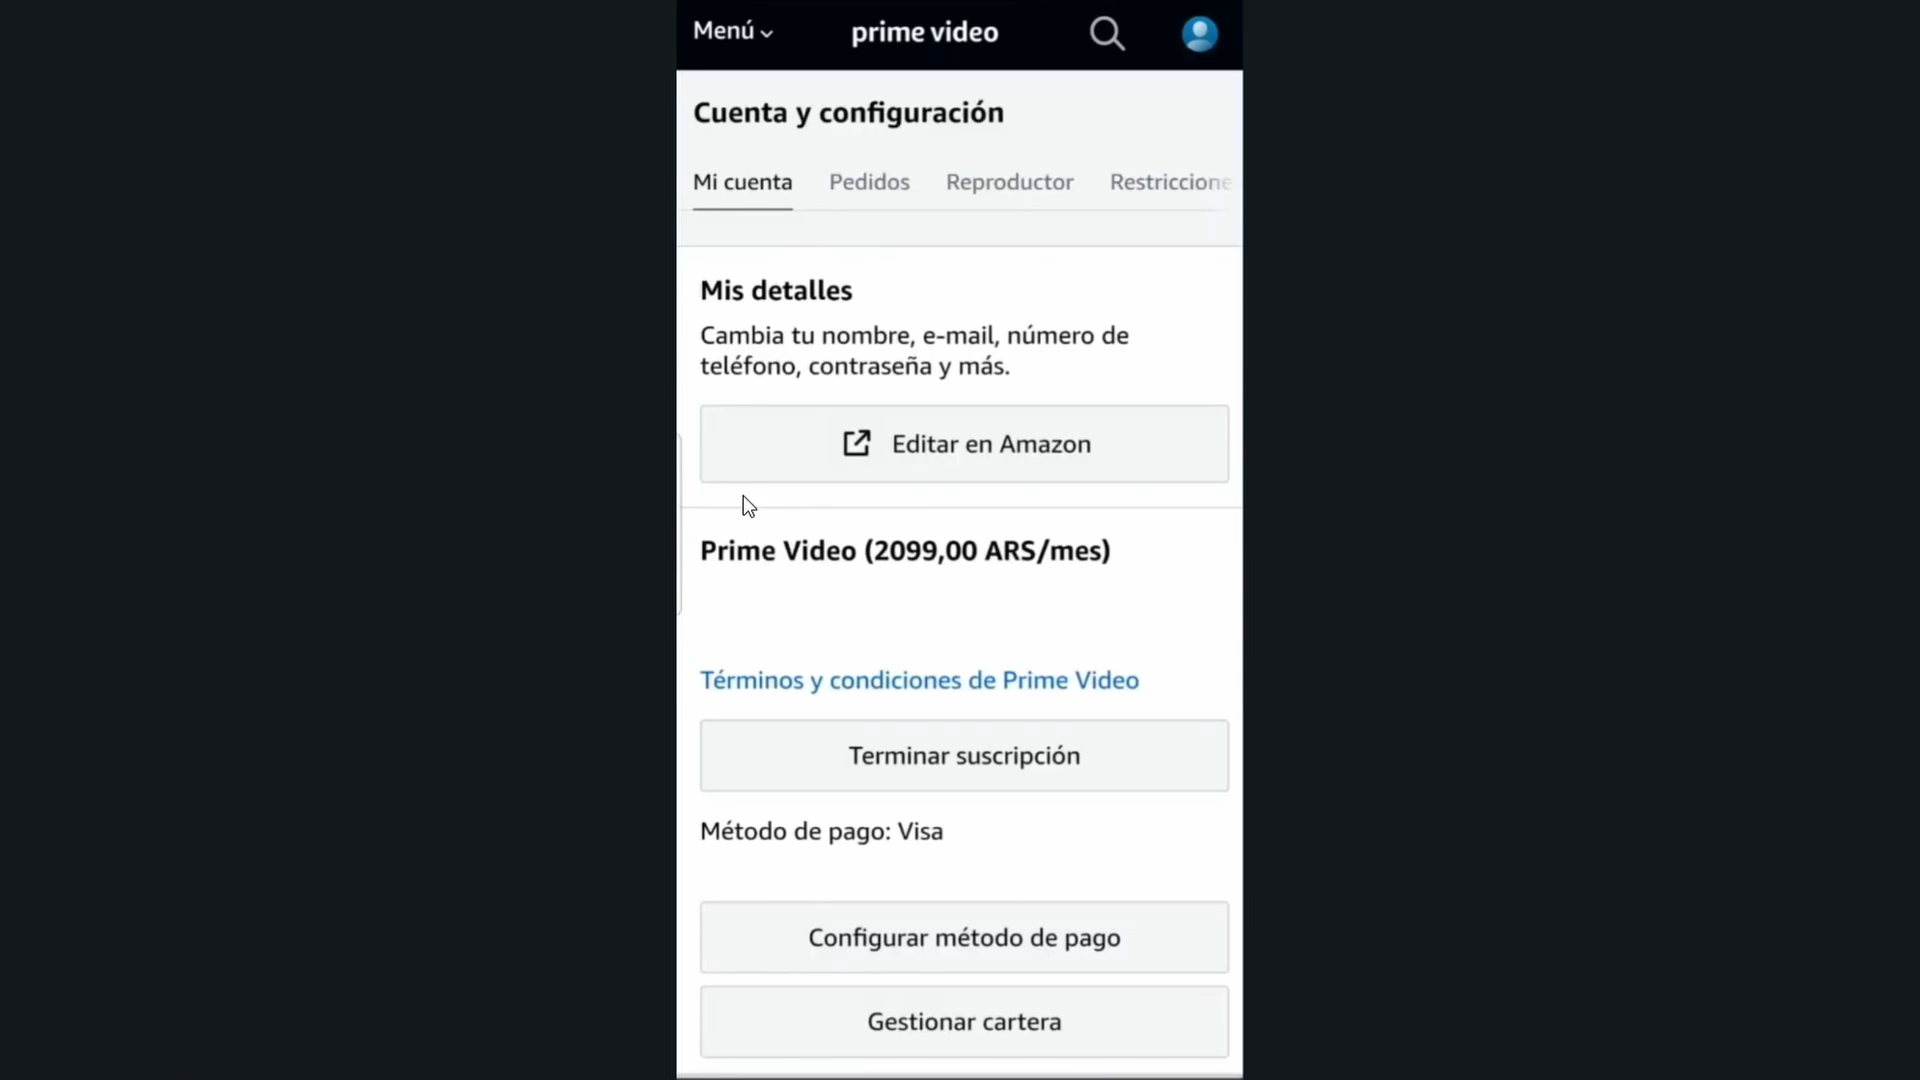 Menú
prime video
Cuenta y configuración
Mi cuenta
Pedidos
Reproductor
Restriccione
Mis detalles
Cambia tu nombre, e-mail, número de
teléfono, contraseña y más.
Editar en Amazon
Prime Video (2099,00 ARS/mes)
Términos y condiciones de Prime Video
Terminar suscripción
Método de pago: Visa
Configurar método de pago
Gestionar cartera